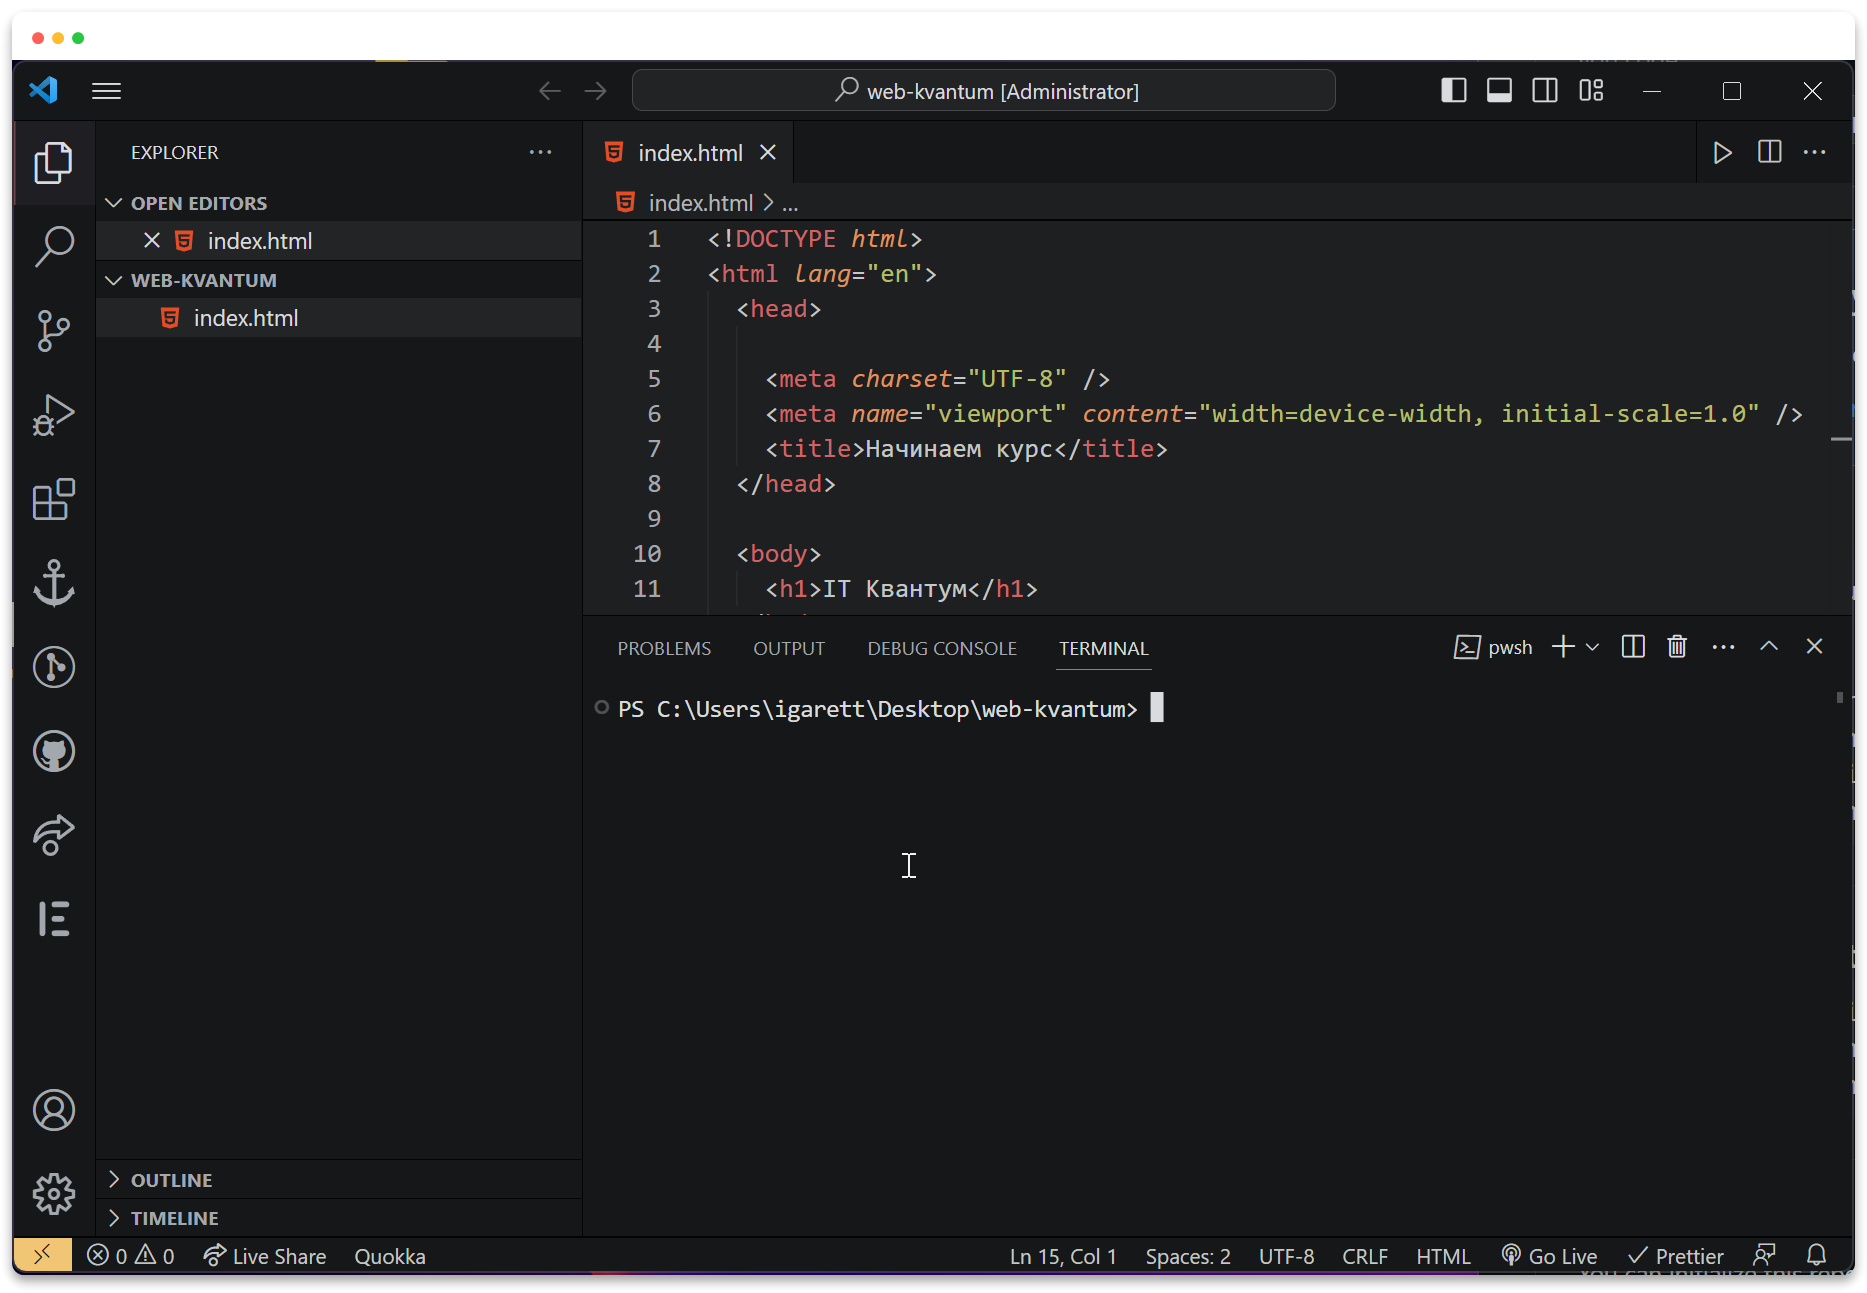 web-kvantum [Administrator]
EXPLORER
OPEN EDITORS
index.html
WEB-KVANTUM
index.html
OUTLINE
TIMELINE
index.html
index.html > ...
1 <!DOCTYPE html>
2 <html lang="en">
3 <head>
4
5 <meta charset="UTF-8" />
6 <meta name="viewport" content="width=device-width, initial-scale=1.0" />
7 <title>Начинаем курс</title>
8 </head>
9
10 <body>
11 <h1>IT Квантум</h1>
PROBLEMS OUTPUT DEBUG CONSOLE TERMINAL pwsh
PS C:\Users\igarett\Desktop\web-kvantum>
0 0 Live Share Quokka Ln 15, Col 1 Spaces: 2 UTF-8 CRLF HTML Go Live Prettier